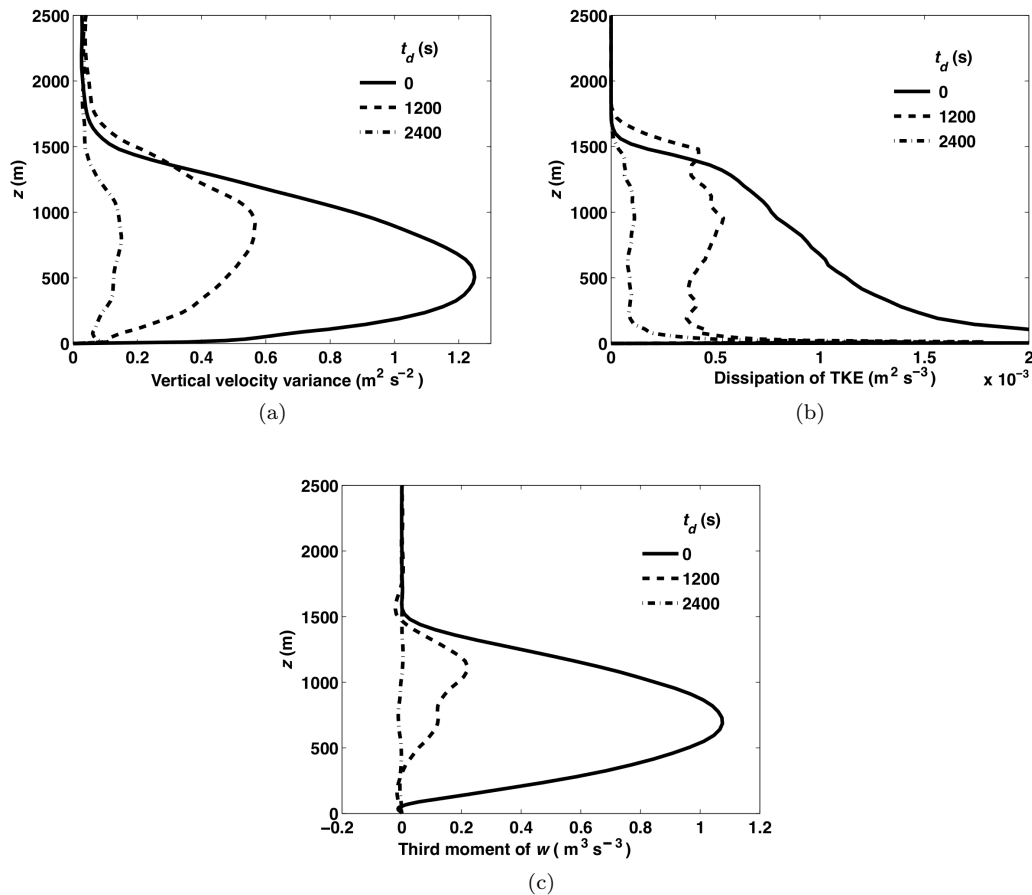 2500
2000
1500
1000
500
0
z (m)
t_d (s)
0
1200
2400
0 0.2 0.4 0.6 0.8 1 1.2
Vertical velocity variance (m² s⁻²)
(a)
2500
2000
1500
1000
500
0
z (m)
t_d (s)
0
1200
2400
0 0.5 1 1.5 2
Dissipation of TKE (m² s⁻³)
x 10⁻³
(b)
2500
2000
1500
1000
500
0
z (m)
t_d (s)
0
1200
2400
−0.2 0 0.2 0.4 0.6 0.8 1 1.2
Third moment of w ( m³ s⁻³)
(c)